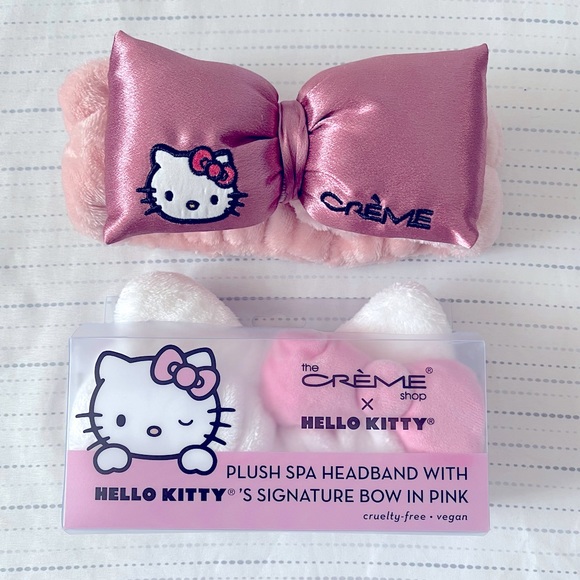 CRÈME
the
CRÈME®
shop
×
HELLO KITTY®
PLUSH SPA HEADBAND WITH
HELLO KITTY® 'S SIGNATURE BOW IN PINK
cruelty-free • vegan